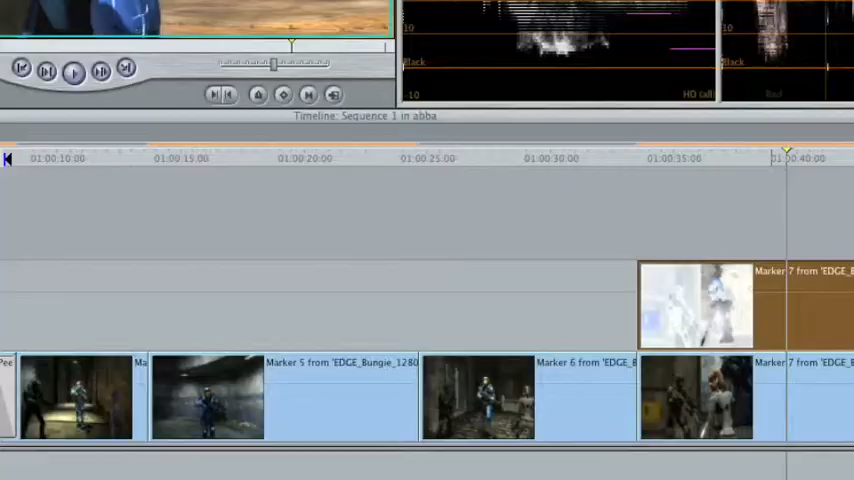 10
Black
-10
HD (all
10
Black
Red
Timeline: Sequence 1 in abba
01:00:10:00 01:00:15:00 01:00:20:00 01:00:25:00 01:00:30:00 01:00:35:00 01:00:40:00
Marker 7 from 'EDGE_B
Pee
Ma
Marker 5 from 'EDGE_Bungie_1280
Marker 6 from 'EDGE_B
Marker 7 from 'EDGE_B